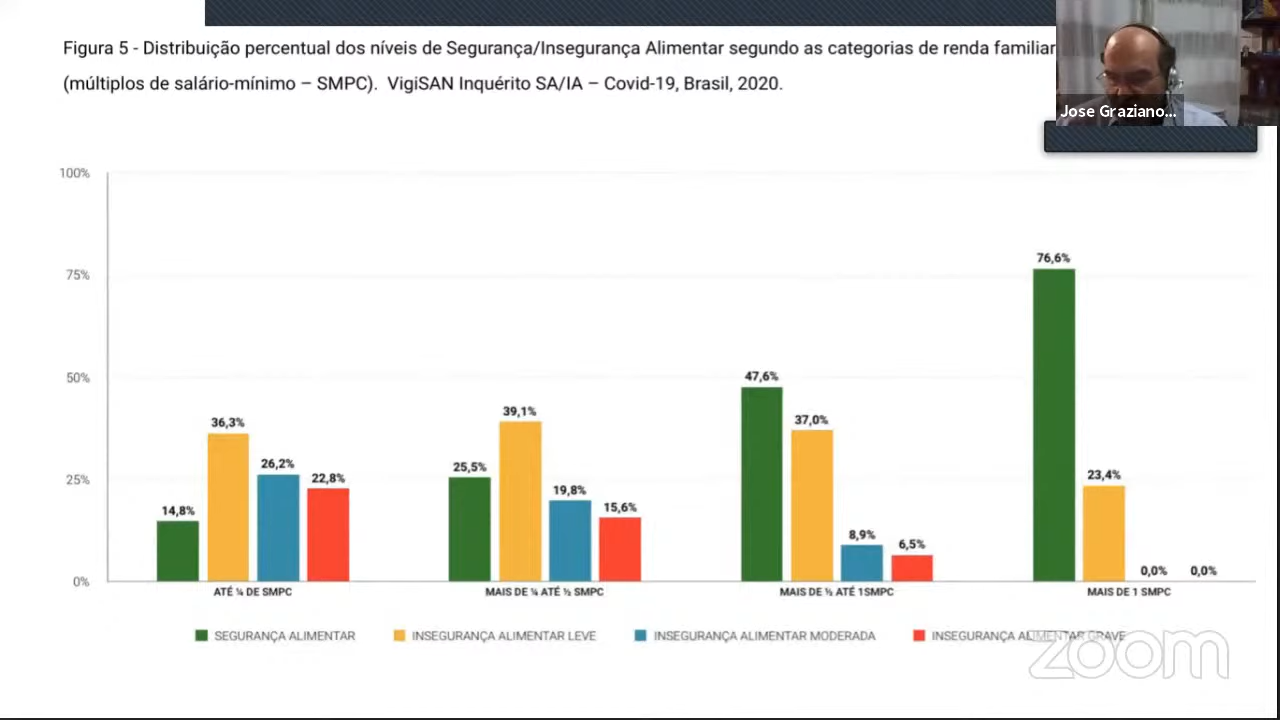 Figura 5 - Distribuição percentual dos níveis de Segurança/Insegurança Alimentar segundo as categorias de renda familiar
(múltiplos de salário-mínimo – SMPC). VigiSAN Inquérito SA/IA – Covid-19, Brasil, 2020.
Jose Graziano...
100%
75%
50%
25%
0%
14,8%
36,3%
26,2%
22,8%
25,5%
39,1%
19,8%
15,6%
47,6%
37,0%
8,9%
6,5%
76,6%
23,4%
0,0%
0,0%
ATÉ ¼ DE SMPC
MAIS DE ¼ ATÉ ½ SMPC
MAIS DE ½ ATÉ 1SMPC
MAIS DE 1 SMPC
SEGURANÇA ALIMENTAR
INSEGURANÇA ALIMENTAR LEVE
INSEGURANÇA ALIMENTAR MODERADA
INSEGURANÇA ALIMENTAR GRAVE
zoom